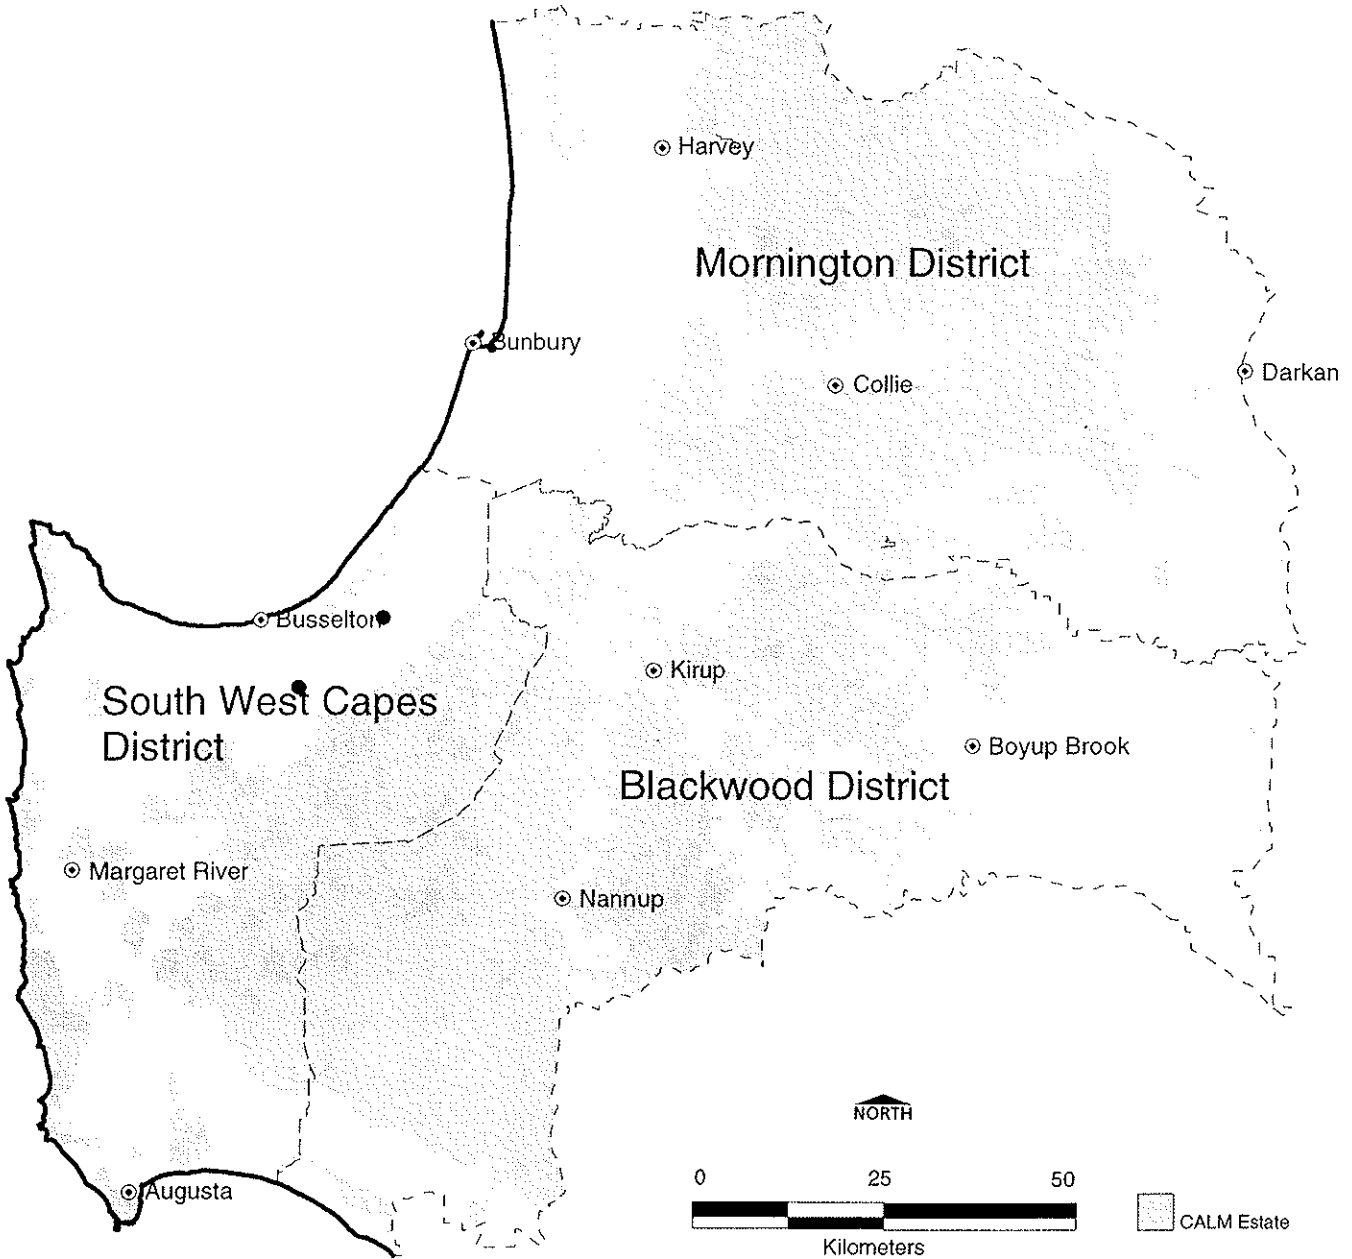 Harvey
Mornington District
Bunbury
Collie
Darkan
Busselton
Kirup
South West Capes
District
Boyup Brook
Blackwood District
Margaret River
Nannup
NORTH
0 25 50
Augusta
CALM Estate
Kilometers